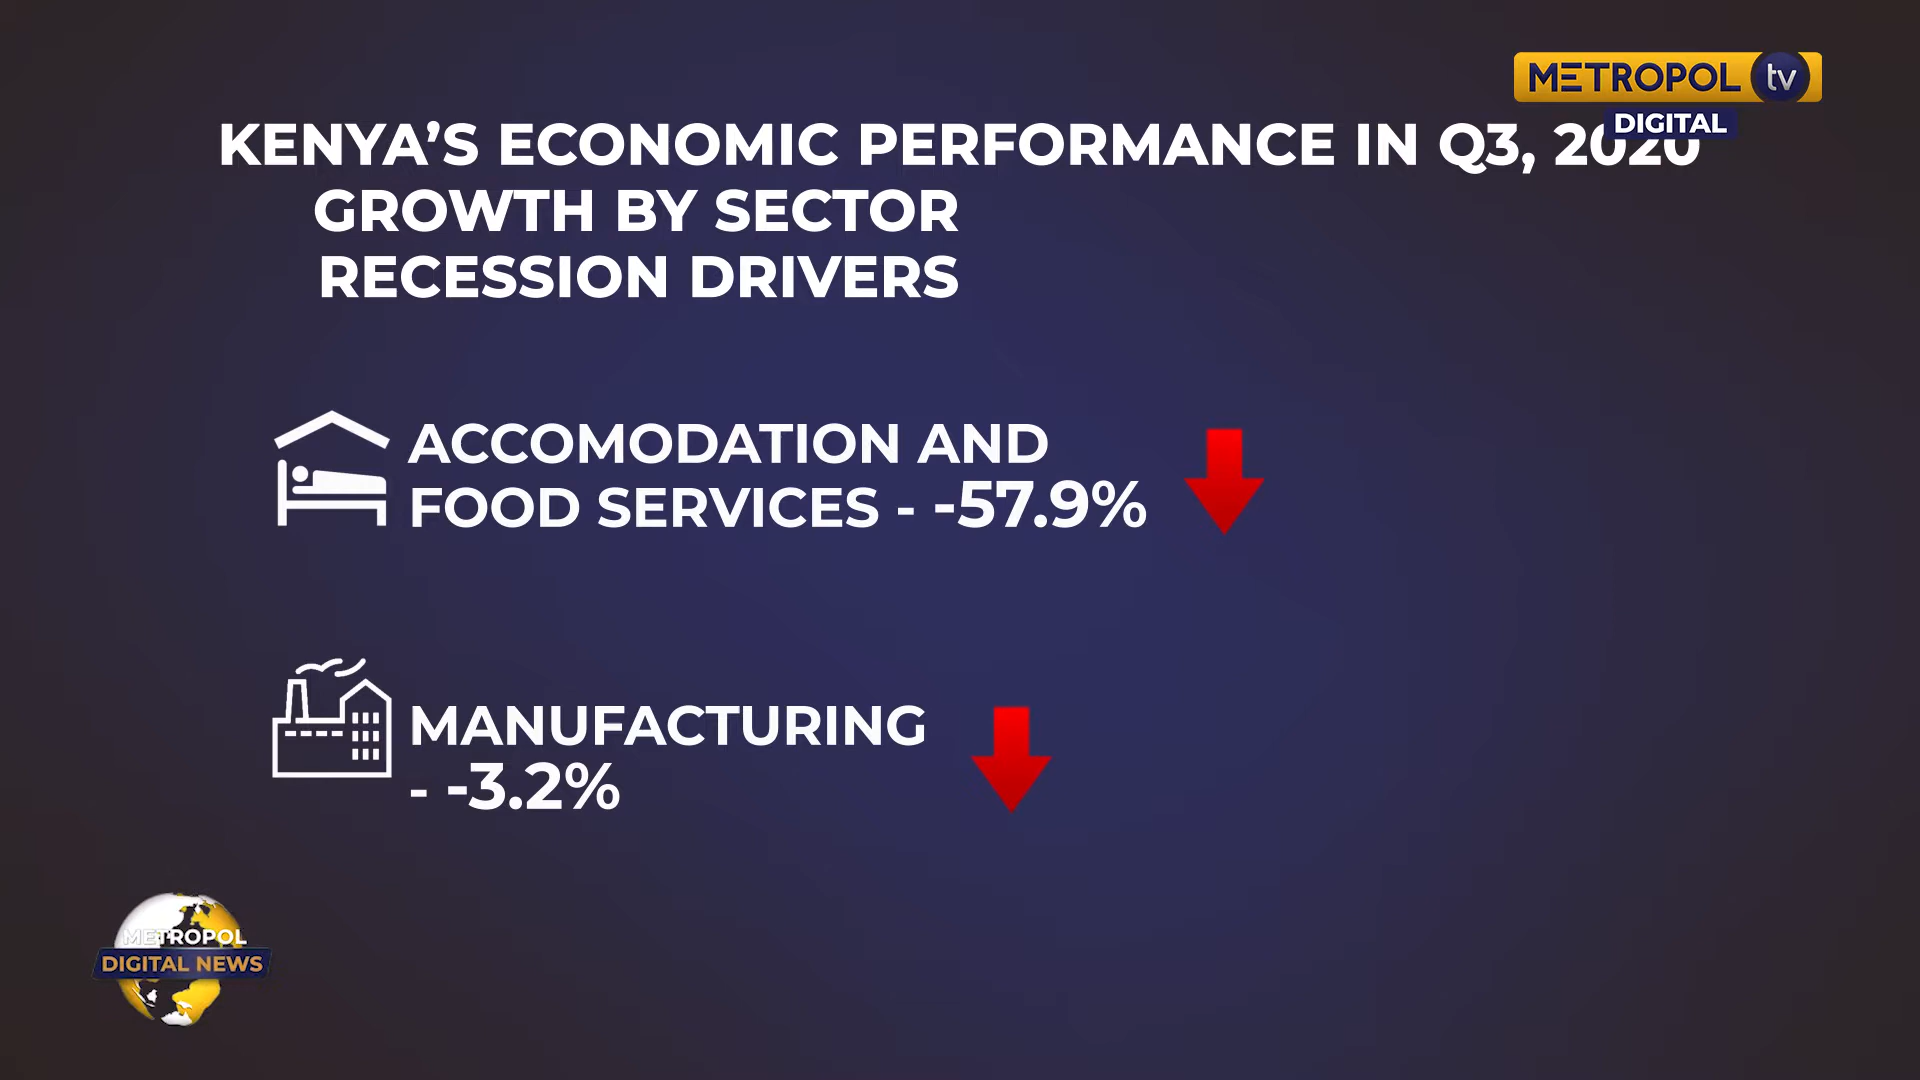 METROPOL tv
DIGITAL
KENYA’S ECONOMIC PERFORMANCE IN Q3, 2020
GROWTH BY SECTOR
RECESSION DRIVERS
ACCOMODATION AND
FOOD SERVICES - -57.9%
MANUFACTURING
- -3.2%
METROPOL
DIGITAL NEWS